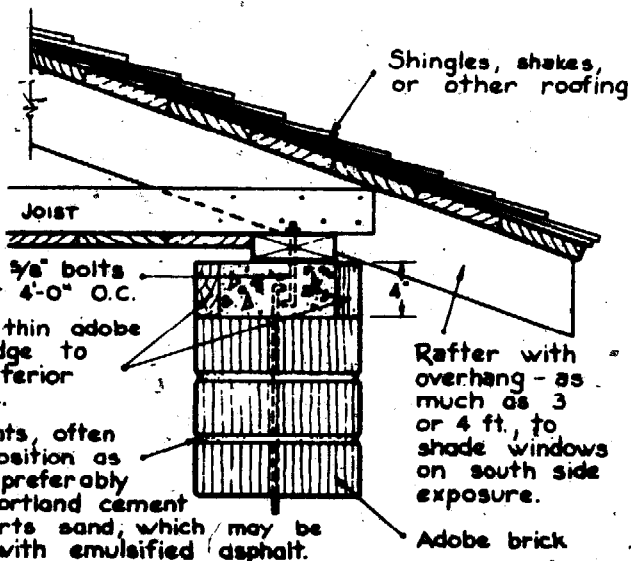 Shingles, shakes,
or other roofing
JOIST
5/8" bolts
4'-0" O.C.
4"
thin adobe
dge to
terior
Rafter with
overhang - as
much as 3
or 4 ft., to
shade windows
on south side
exposure.
ats, often
osition as
preferably
ortland cement
rts sand, which may be
with emulsified asphalt.
Adobe brick